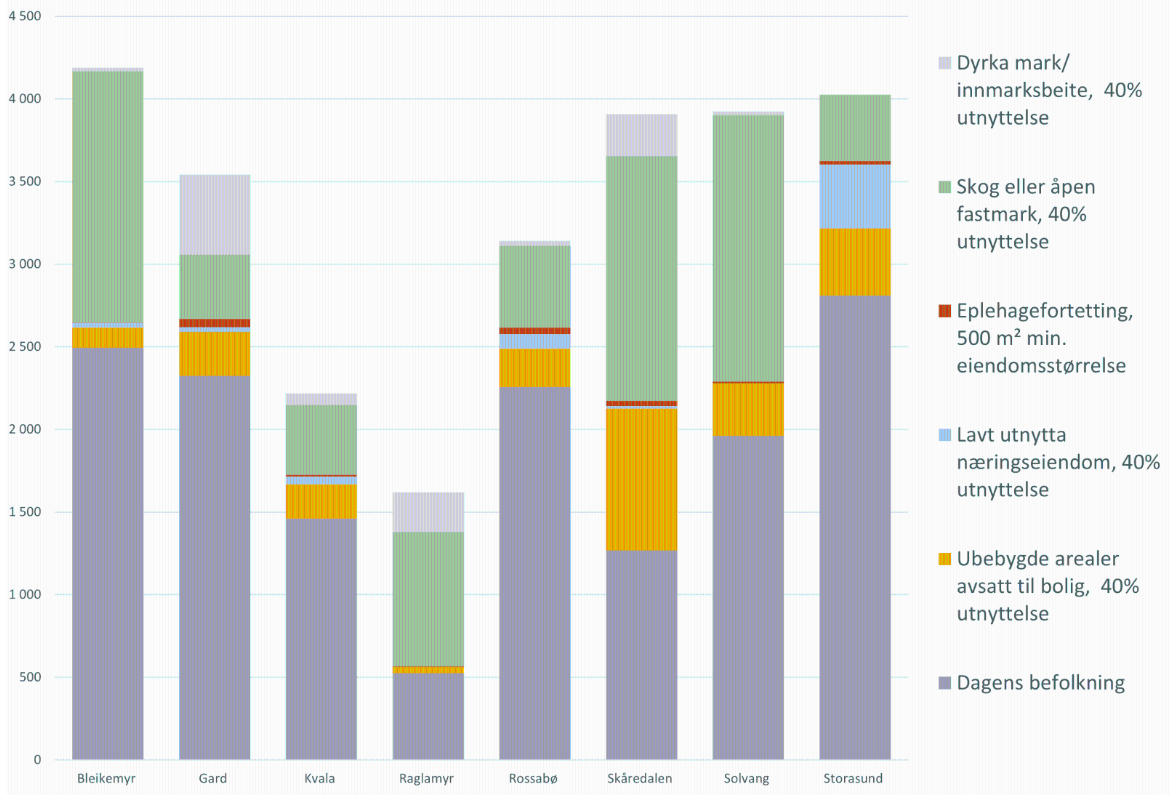 4 500
4 000
3 500
3 000
2 500
2 000
1 500
1 000
500
0
Bleikemyr
Gard
Kvala
Raglamyr
Rossabø
Skåredalen
Solvang
Storasund
Dyrka mark/
innmarksbeite, 40%
utnyttelse
Skog eller åpen
fastmark, 40%
utnyttelse
Eplehagefortetting,
500 m² min.
eiendomsstørrelse
Lavt utnytta
næringseiendom, 40%
utnyttelse
Ubebygde arealer
avsatt til bolig, 40%
utnyttelse
Dagens befolkning